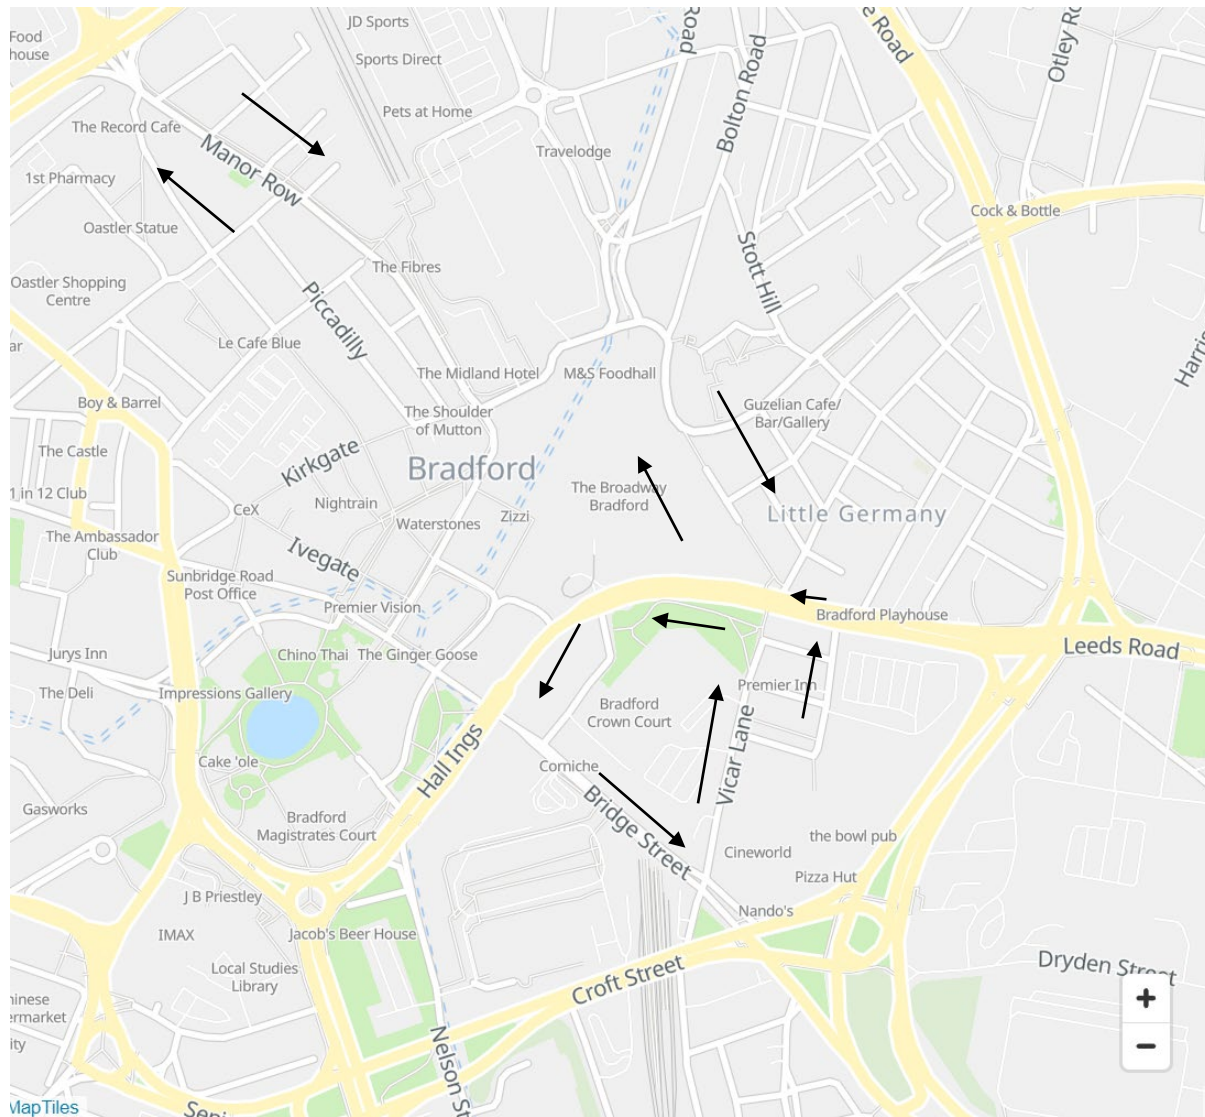 JD Sports
Food
house
Sports Direct
Road
e Road
Otley Ro
Bolton Road
Pets at Home
The Record Cafe
Manor Row
Travelodge
1st Pharmacy
Cock & Bottle
Oastler Statue
Stott Hill
The Fibres
Oastler Shopping
Centre
Piccadilly
Harris
ar
Le Cafe Blue
The Midland Hotel
M&S Foodhall
Boy & Barrel
The Shoulder
of Mutton
Guzelian Cafe/
Bar/Gallery
The Castle
Kirkgate
Bradford
1 in 12 Club
Nightrain
The Broadway
Bradford
CeX
Waterstones
Zizzi
Little Germany
The Ambassador
Club
Ivegate
Sunbridge Road
Post Office
Premier Vision
Bradford Playhouse
Leeds Road
Jurys Inn
Chino Thai
The Ginger Goose
The Deli
Impressions Gallery
Premier Inn
Bradford
Crown Court
Hall Ings
Vicar Lane
Cake 'ole
Corniche
Gasworks
Bridge Street
Bradford
Magistrates Court
the bowl pub
Cineworld
Pizza Hut
J B Priestley
Nando's
IMAX
Jacob's Beer House
Local Studies
Library
Croft Street
Dryden Street
hinese
ermarket
ity
+
−
Nelson St
MapTiles